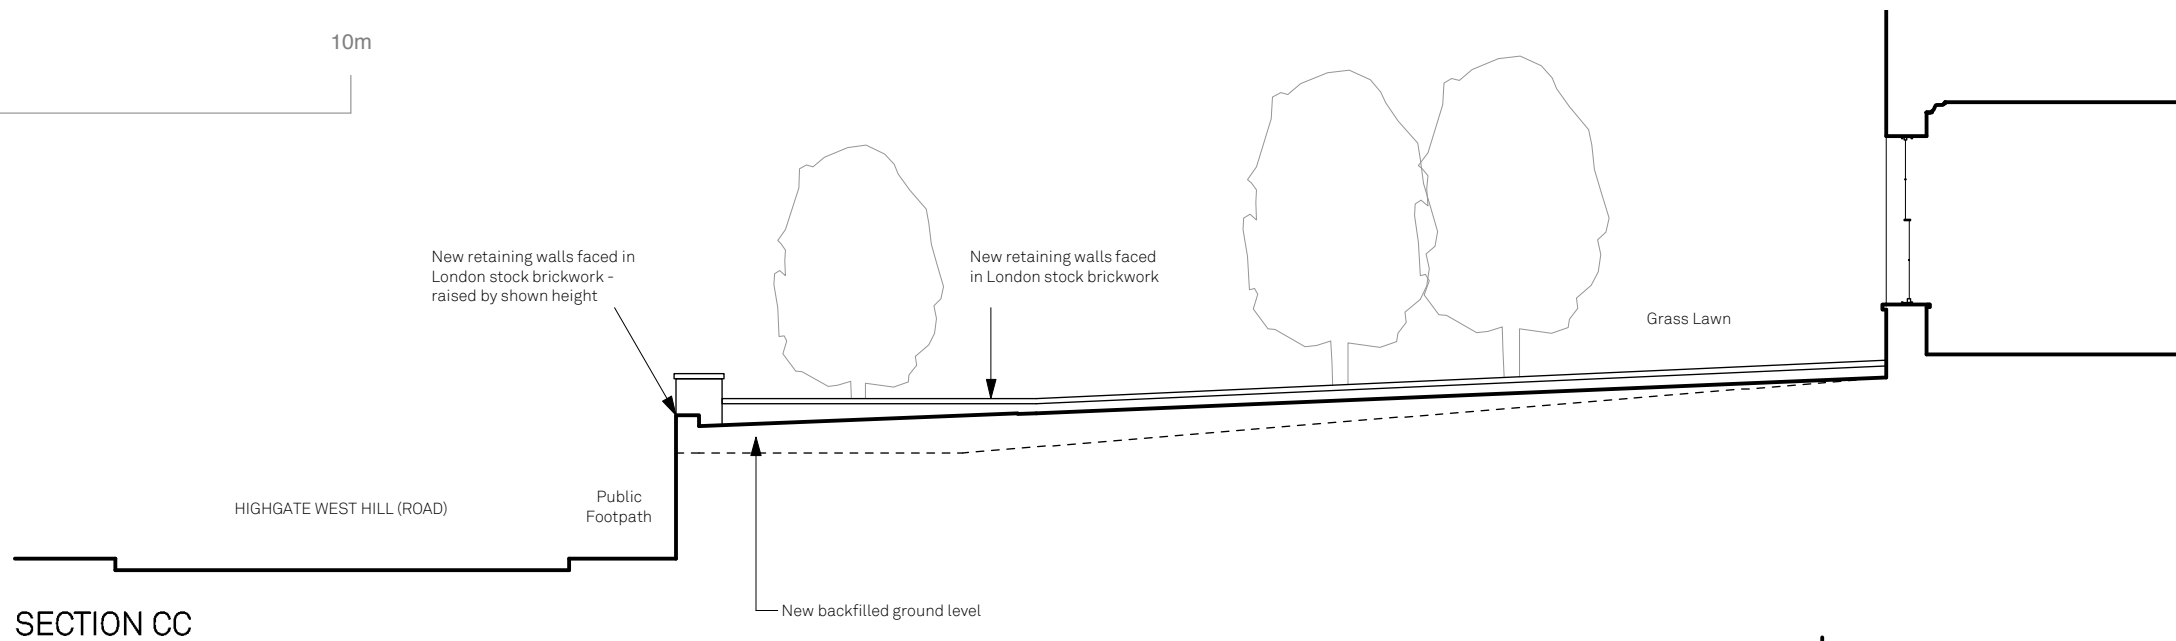 10m
New retaining walls faced in
London stock brickwork -
raised by shown height
New retaining walls faced
in London stock brickwork
Grass Lawn
HIGHGATE WEST HILL (ROAD)
Public
Footpath
New backfilled ground level
SECTION CC